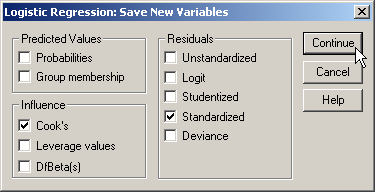 Logistic Regression: Save New Variables
Predicted Values
Probabilities
Group membership
Influence
Cook's
Leverage values
DfBeta(s)
Residuals
Unstandardized
Logit
Studentized
Standardized
Deviance
Continue
Cancel
Help